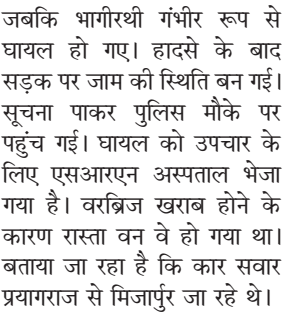 जबकि भागीरथी गंभीर रूप से
घायल हो गए। हादसे के बाद
सड़क पर जाम की स्थिति बन गई।
सूचना पाकर पुलिस मौके पर
पहुंच गई। घायल को उपचार के
लिए एसआरएन अस्पताल भेजा
गया है। वरब्रिज खराब होने के
कारण रास्ता वन वे हो गया था।
बताया जा रहा है कि कार सवार
प्रयागराज से मिजार्पुर जा रहे थे।